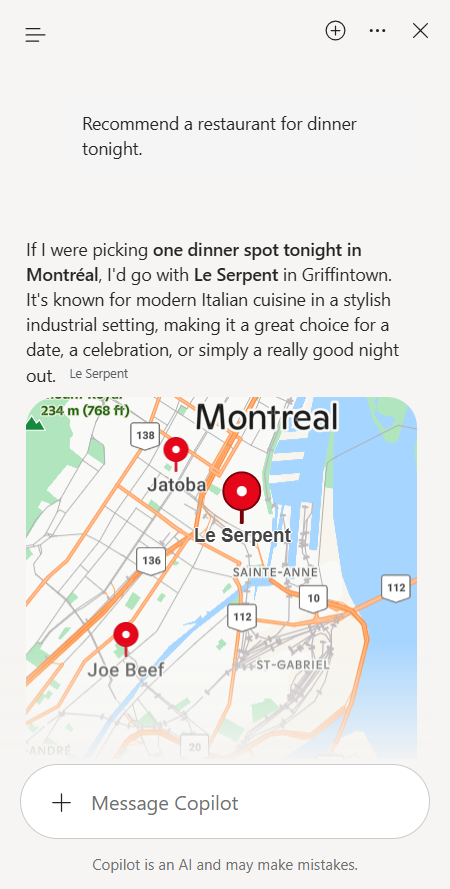 Recommend a restaurant for dinner
tonight.
If I were picking one dinner spot tonight in
Montréal, I'd go with Le Serpent in Griffintown.
It's known for modern Italian cuisine in a stylish
industrial setting, making it a great choice for a
date, a celebration, or simply a really good night
out. Le Serpent
234 m (768 ft)
Montreal
138
Jatoba
Le Serpent
136
SAINTE-ANNE
112
10
112
Joe Beef
ST-GABRIEL
ANDRÉ
20
Message Copilot
Copilot is an AI and may make mistakes.